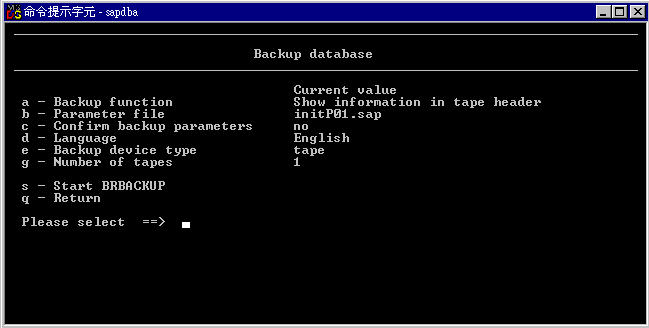 命令提示字元 - sapdba
Backup database
Current value
a - Backup function Show information in tape header
b - Parameter file initP01.sap
c - Confirm backup parameters no
d - Language English
e - Backup device type tape
g - Number of tapes 1
s - Start BRBACKUP
q - Return
Please select ==>